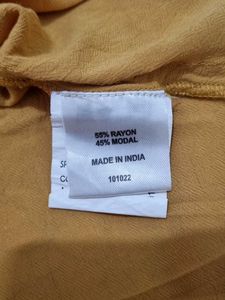 55% RAYON
45% MODAL
MADE IN INDIA
101022